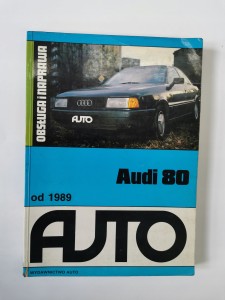 OBSŁUGA i NAPRAWA
AUTO
Audi 80
od 1989
AUTO
WYDAWNICTWO AUTO